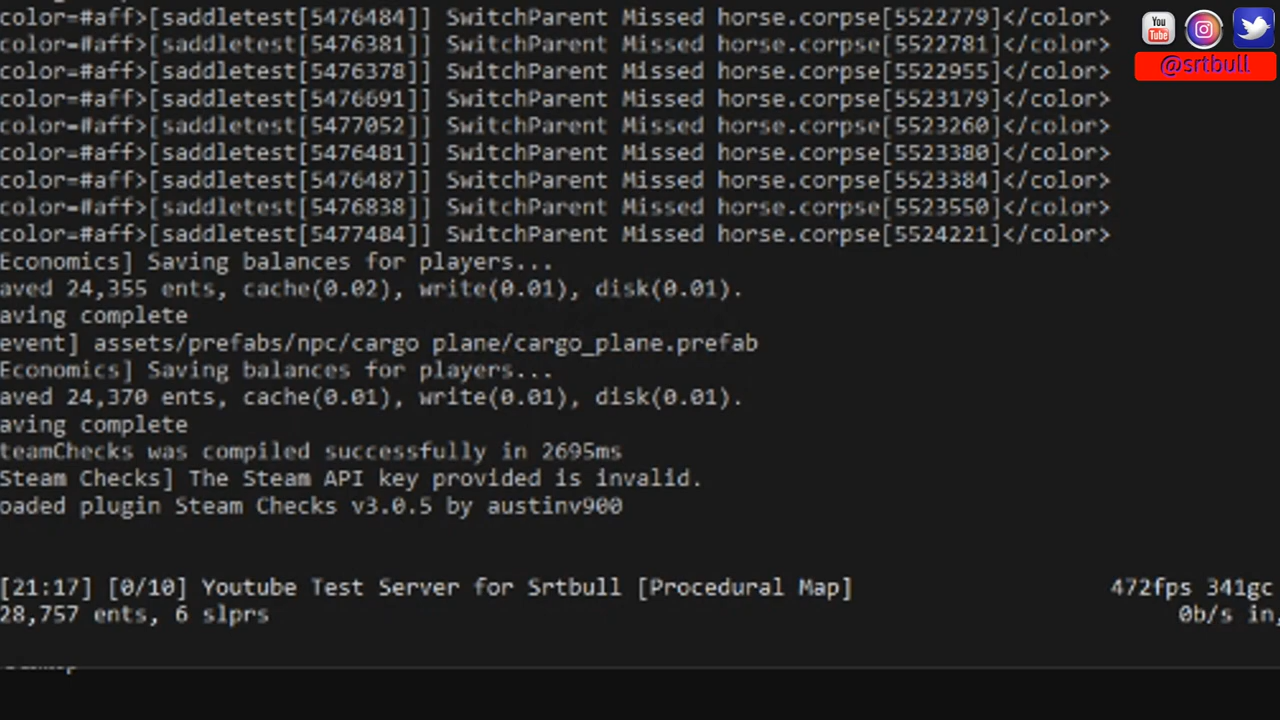 color=#aff>[saddletest[5476484]] SwitchParent Missed horse.corpse[5522779]</color>
color=#aff>[saddletest[5476381]] SwitchParent Missed horse.corpse[5522781]</color>
color=#aff>[saddletest[5476378]] SwitchParent Missed horse.corpse[5522955]</color>
color=#aff>[saddletest[5476691]] SwitchParent Missed horse.corpse[5523179]</color>
color=#aff>[saddletest[5477052]] SwitchParent Missed horse.corpse[5523260]</color>
color=#aff>[saddletest[5476481]] SwitchParent Missed horse.corpse[5523380]</color>
color=#aff>[saddletest[5476487]] SwitchParent Missed horse.corpse[5523384]</color>
color=#aff>[saddletest[5476838]] SwitchParent Missed horse.corpse[5523550]</color>
color=#aff>[saddletest[5477484]] SwitchParent Missed horse.corpse[5524221]</color>
Economics] Saving balances for players...
aved 24,355 ents, cache(0.02), write(0.01), disk(0.01).
aving complete
event] assets/prefabs/npc/cargo plane/cargo_plane.prefab
Economics] Saving balances for players...
aved 24,370 ents, cache(0.01), write(0.01), disk(0.01).
aving complete
teamChecks was compiled successfully in 2695ms
Steam Checks] The Steam API key provided is invalid.
oaded plugin Steam Checks v3.0.5 by austinv900
[21:17] [0/10] Youtube Test Server for Srtbull [Procedural Map] 472fps 341gc
28,757 ents, 6 slprs 0b/s in,
You Tube
@srtbull